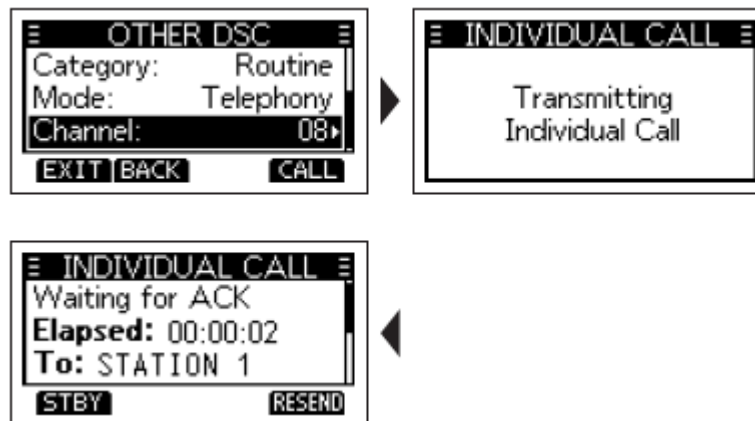 OTHER DSC
Category: Routine
Mode: Telephony
Channel: 08
EXIT BACK CALL
INDIVIDUAL CALL
Transmitting
Individual Call
INDIVIDUAL CALL
Waiting for ACK
Elapsed: 00:00:02
To: STATION 1
STBY RESEND